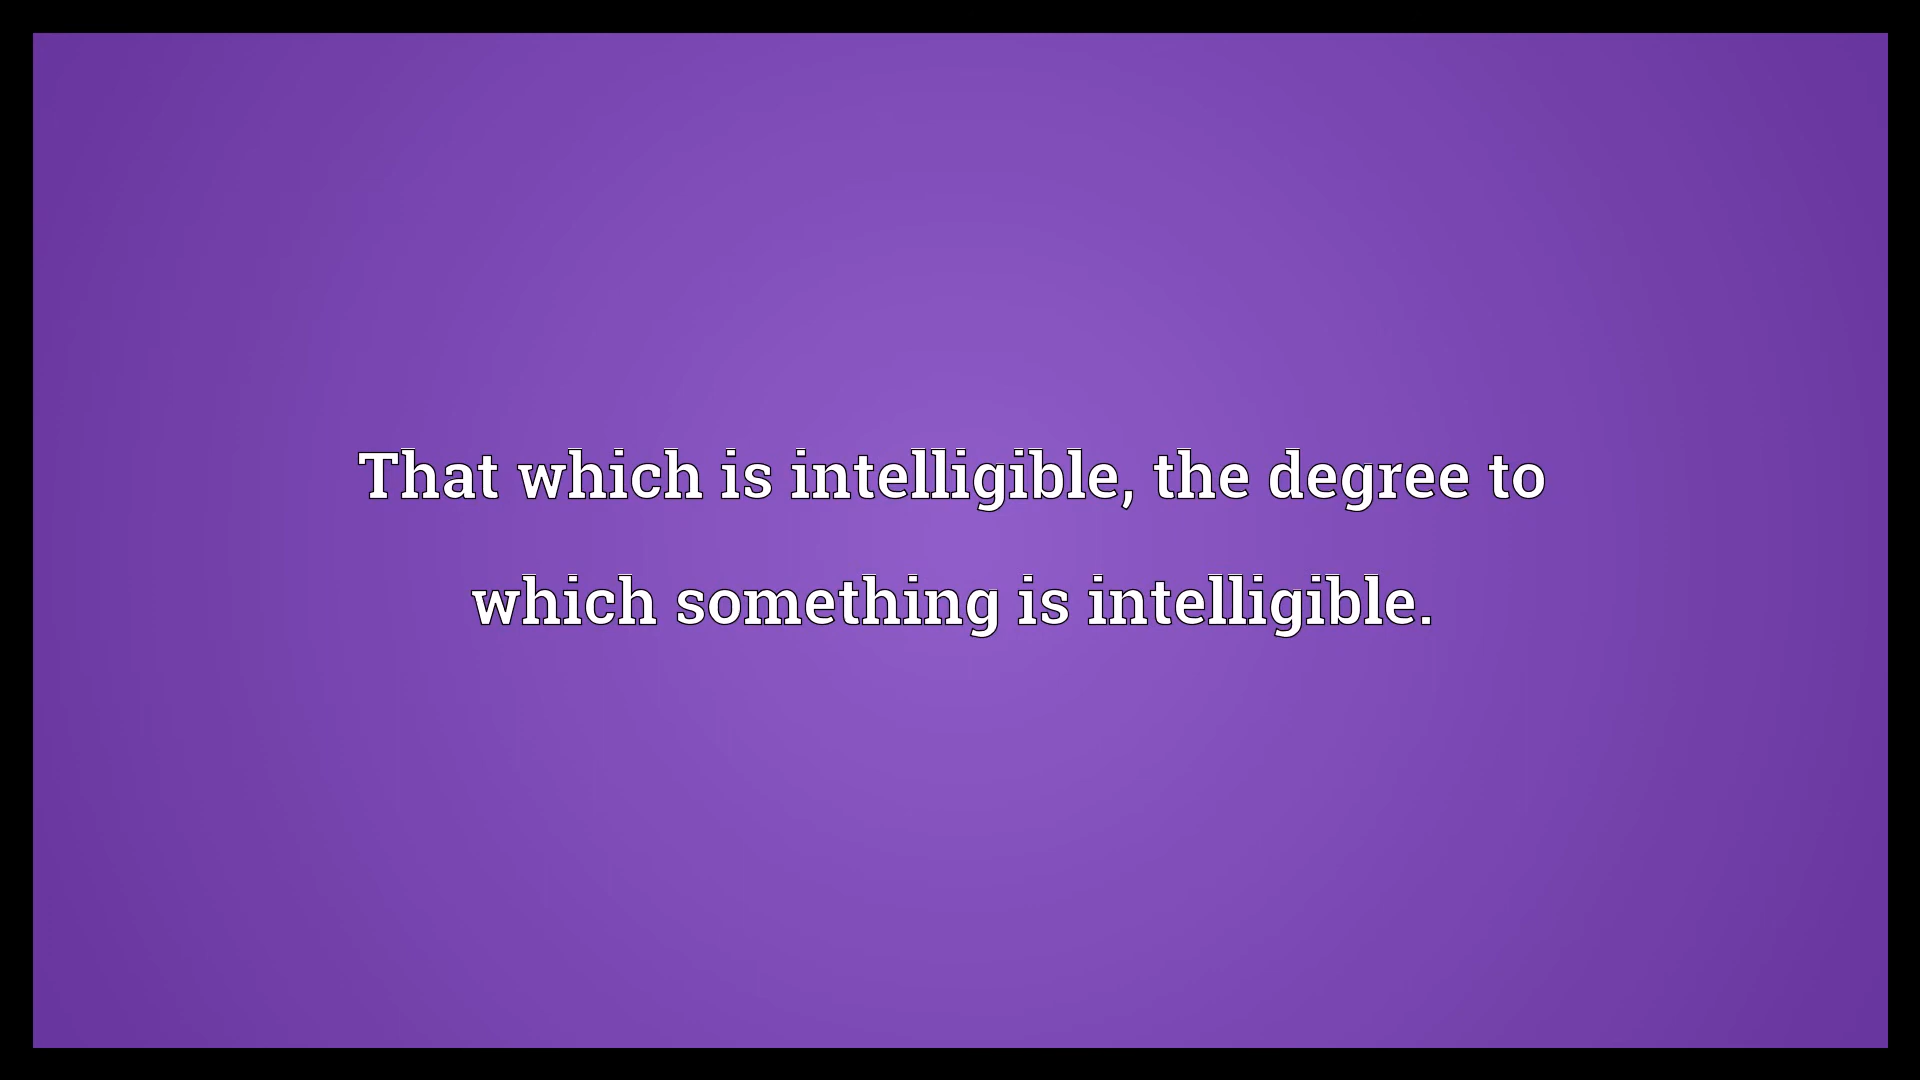 That which is intelligible, the degree to
which something is intelligible.